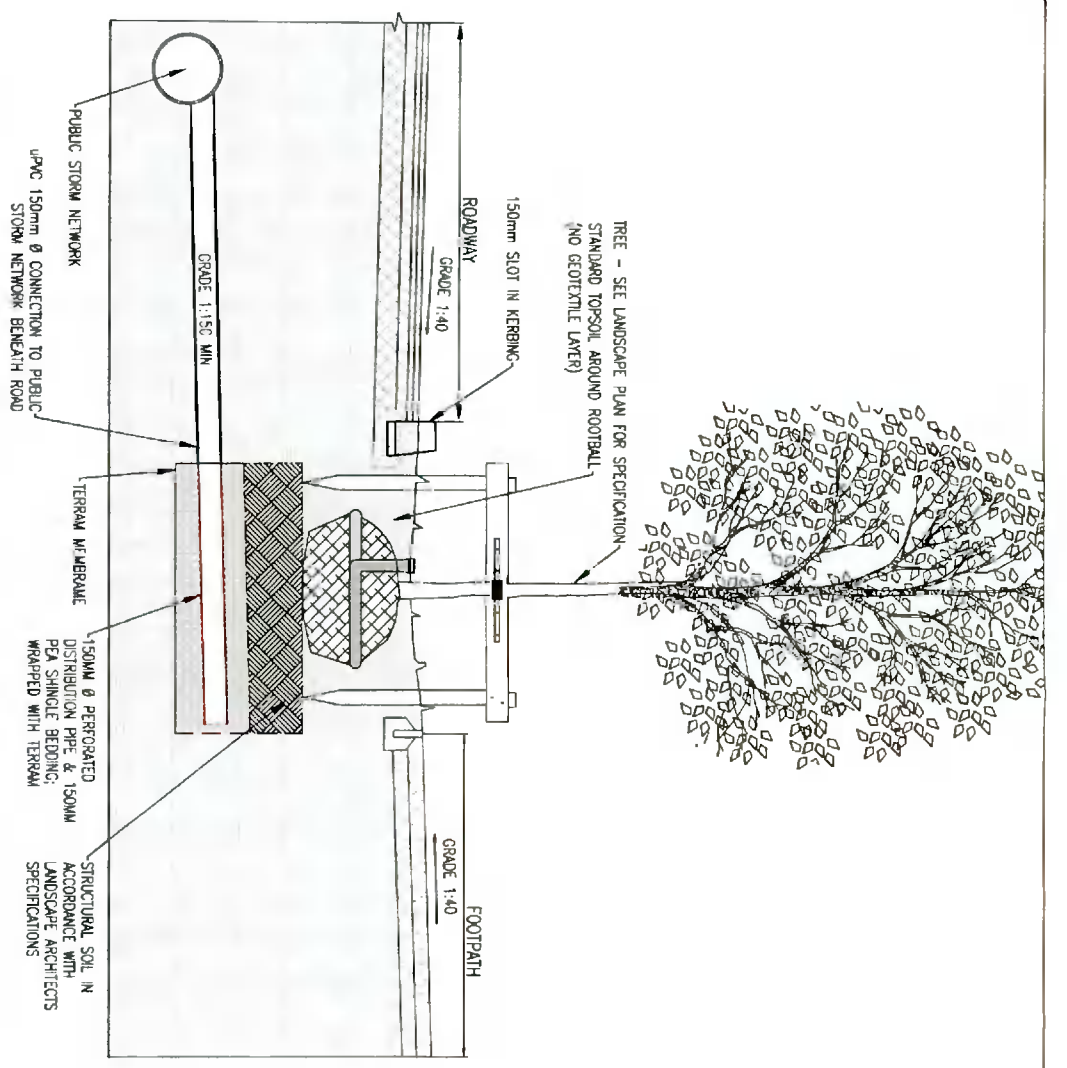 TREE - SEE LANDSCAPE PLAN FOR SPECIFICATION
STANDARD TOPSOIL AROUND ROOTBALL
(NO GEOTEXTILE LAYER)
150mm SLOT IN KERBING
ROADWAY
GRADE 1:40
FOOTPATH
GRADE 1:40
GRADE 1:150 MIN
PUBLIC STORM NETWORK
uPVC 150mm Ø CONNECTION TO PUBLIC
STORM NETWORK BENEATH ROAD
TERRAM MEMBRAME
150MM Ø PERFORATED
DISTRIBUTION PIPE & 150MM
PEA SHINGLE BEDDING;
WRAPPED WITH TERRAM
STRUCTURAL SOIL IN
ACCORDANCE WITH
LANDSCAPE ARCHITECTS
SPECIFICATIONS